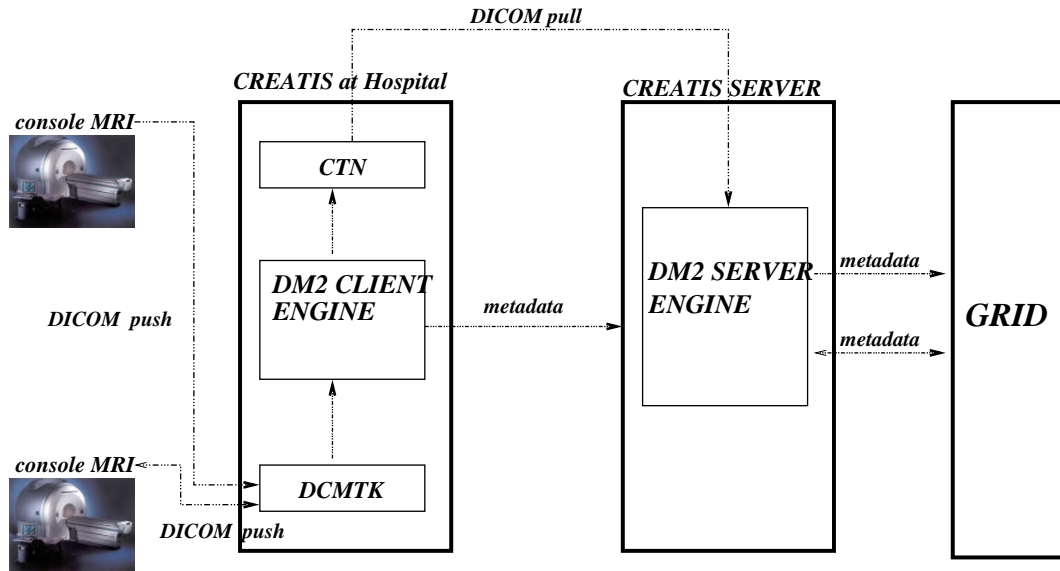 DICOM pull
CREATIS at Hospital
CREATIS SERVER
console MRI
CTN
DM2 CLIENT
ENGINE
DM2 SERVER
ENGINE
metadata
metadata
metadata
GRID
DICOM push
console MRI
DCMTK
DICOM push